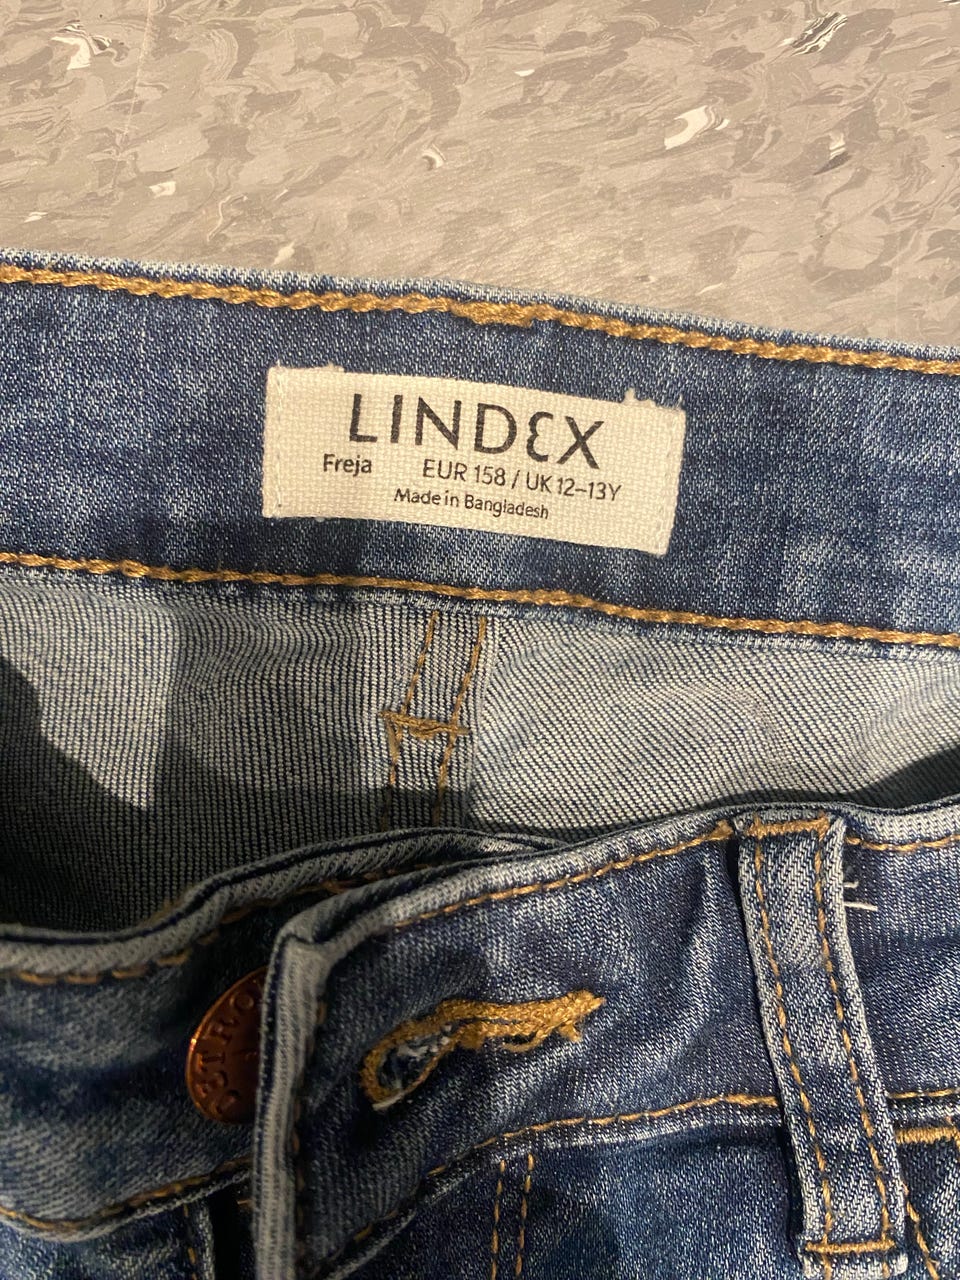 LINDEX
Freja EUR 158 / UK 12–13Y
Made in Bangladesh